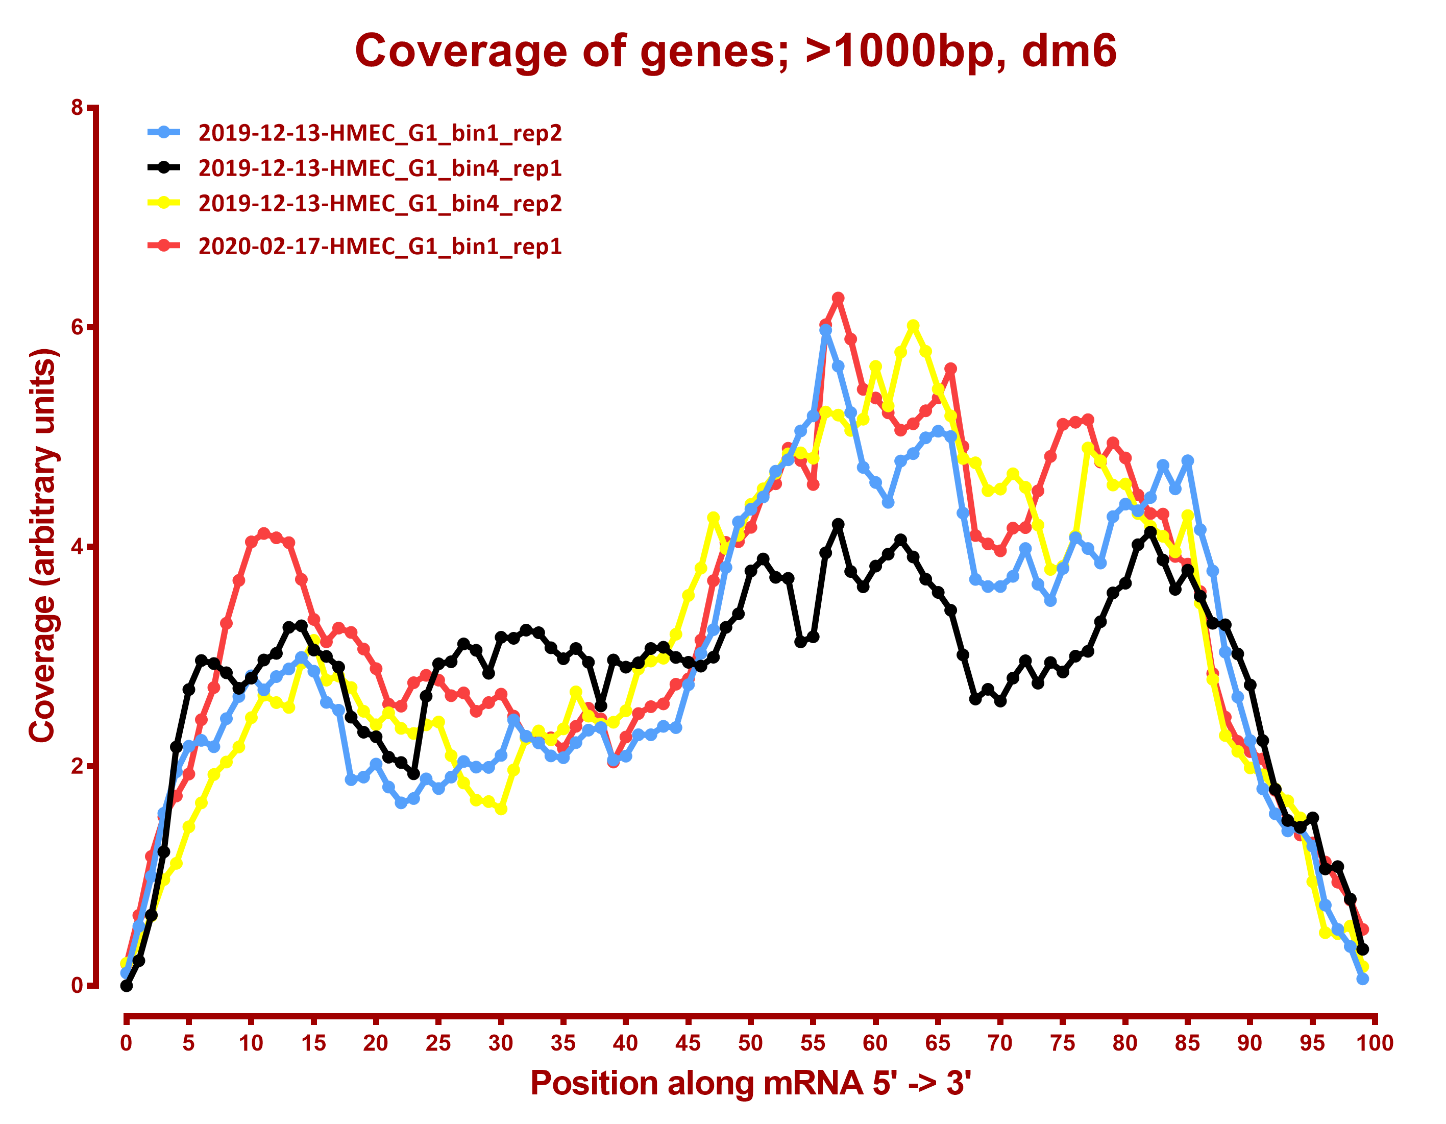 Coverage of genes; >1000bp, dm6
2019-12-13-HMEC_G1_bin1_rep2
2019-12-13-HMEC_G1_bin4_rep1
2019-12-13-HMEC_G1_bin4_rep2
2020-02-17-HMEC_G1_bin1_rep1
Coverage (arbitrary units)
8
6
4
2
0
0 5 10 15 20 25 30 35 40 45 50 55 60 65 70 75 80 85 90 95 100
Position along mRNA 5' -> 3'